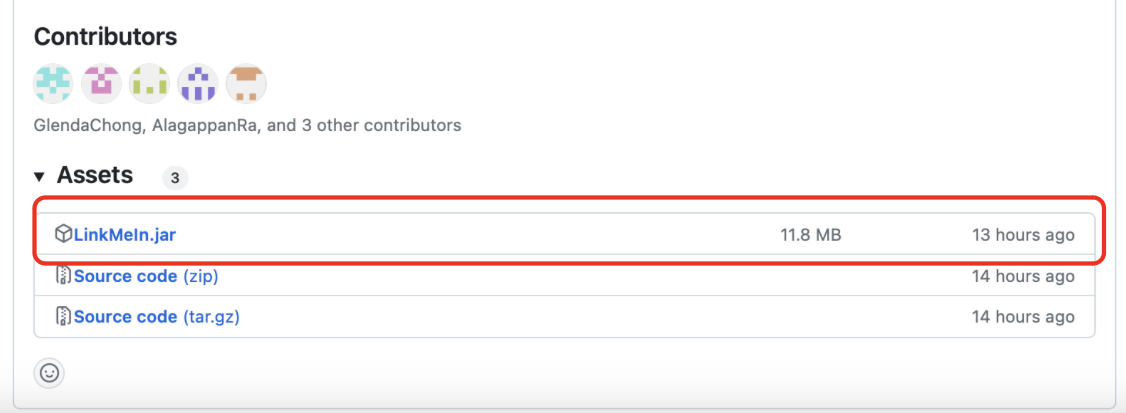 Contributors
GlendaChong, AlagappanRa, and 3 other contributors
Assets 3
LinkMeIn.jar 11.8 MB 13 hours ago
Source code (zip) 14 hours ago
Source code (tar.gz) 14 hours ago